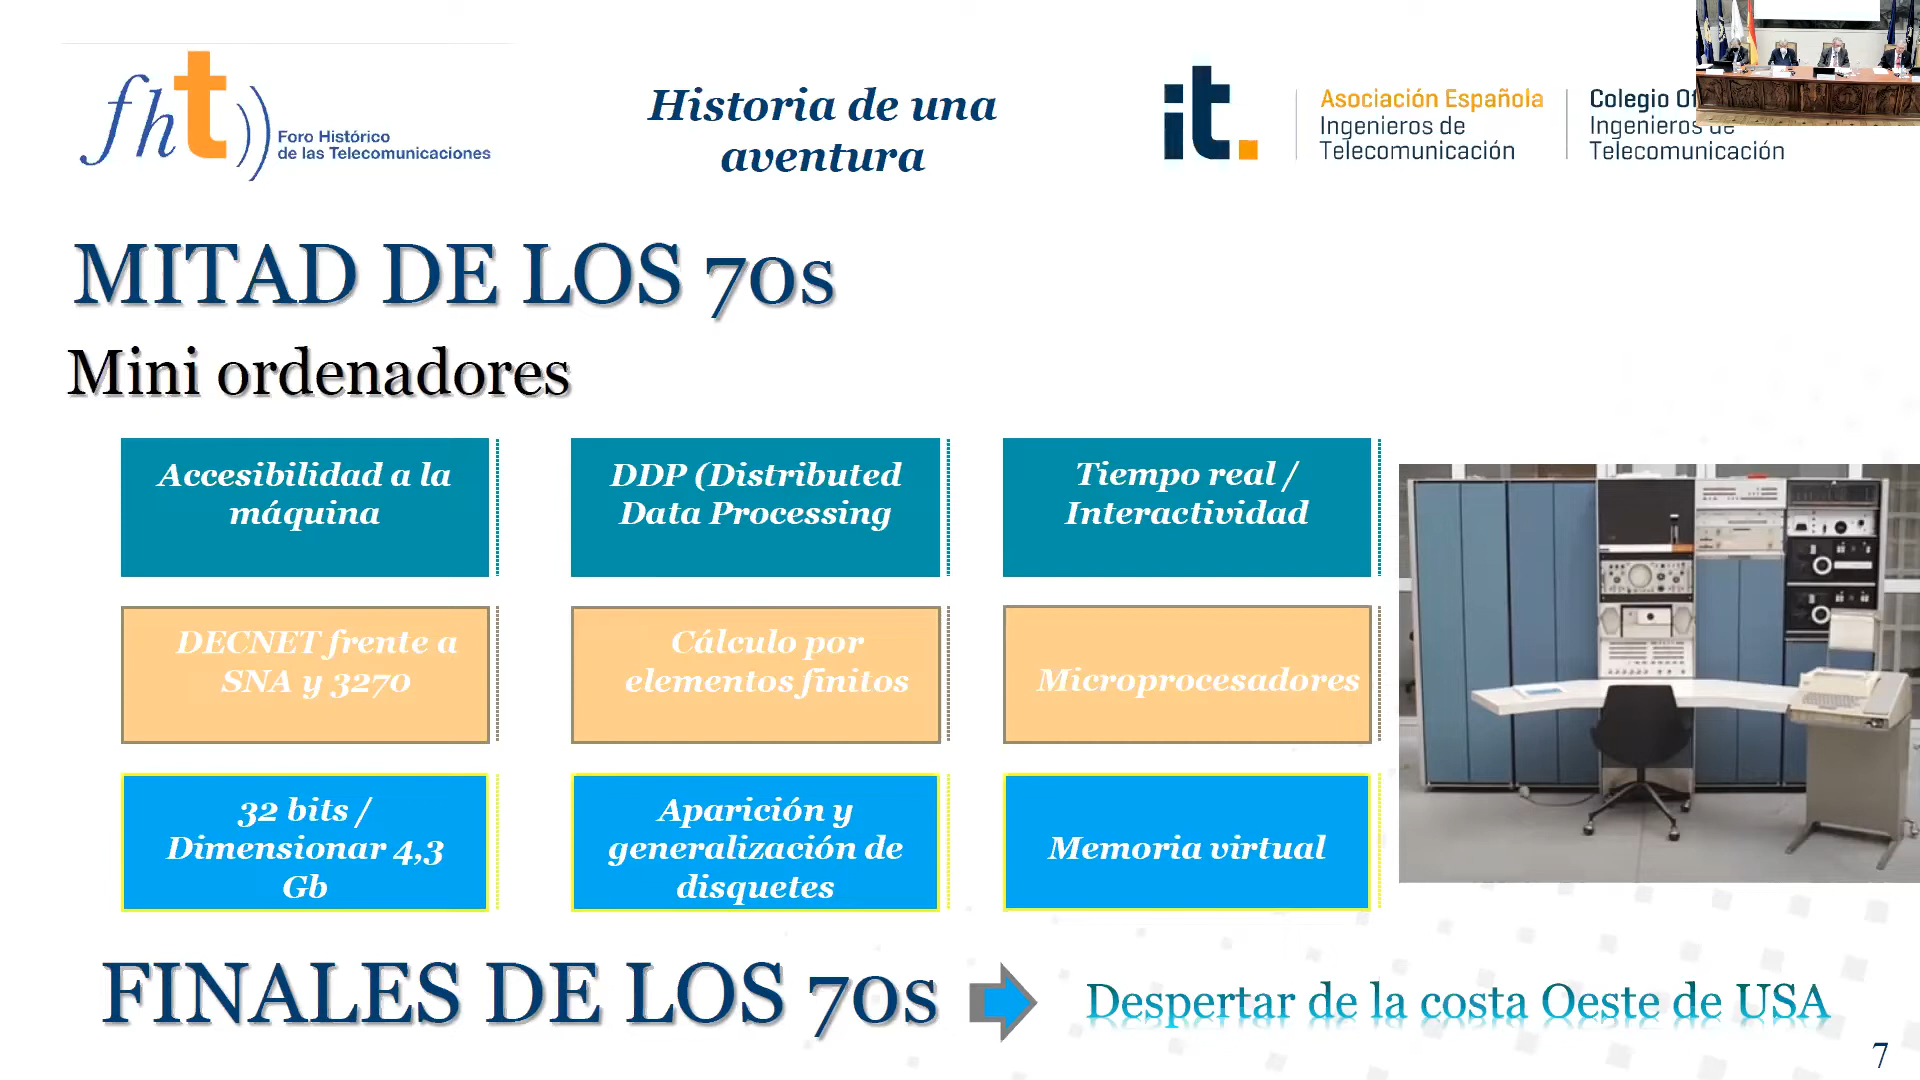 fht
Foro Histórico
de las Telecomunicaciones
Historia de una
aventura
it.
Asociación Española
Ingenieros de
Telecomunicación
Colegio
Ingenieros de
Telecomunicación
MITAD DE LOS 70s
Mini ordenadores
Accesibilidad a la
máquina
DDP (Distributed
Data Processing
Tiempo real /
Interactividad
DECNET frente a
SNA y 3270
Cálculo por
elementos finitos
Microprocesadores
32 bits /
Dimensionar 4,3
Gb
Aparición y
generalización de
disquetes
Memoria virtual
FINALES DE LOS 70s
Despertar de la costa Oeste de USA
7